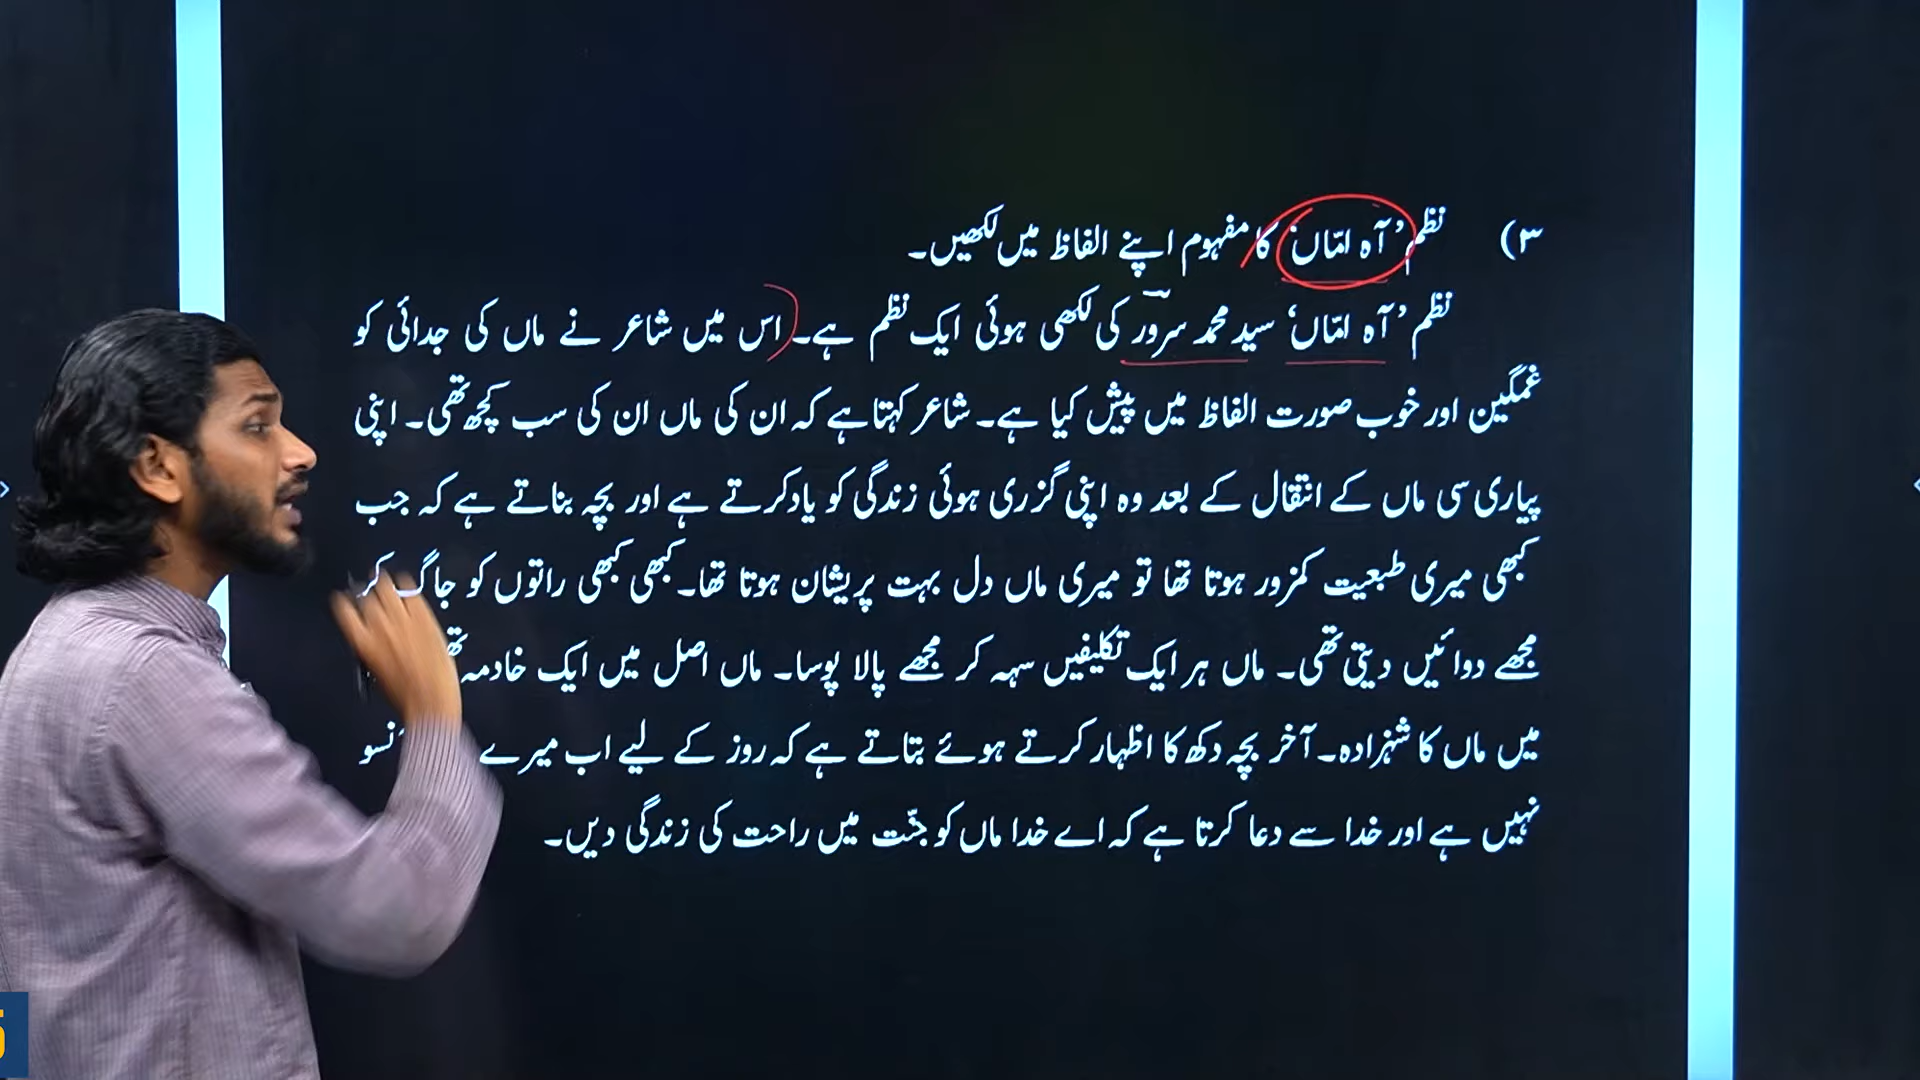 ۳) نظم ’آہ امّاں‘ کا مفہوم اپنے الفاظ میں لکھیں۔
نظم ’آہ امّاں‘ سید محمد سرور کی لکھی ہوئی ایک نظم ہے۔ اس میں شاعر نے ماں کی جدائی کو
غمگین اور خوب صورت الفاظ میں پیش کیا ہے۔ شاعر کہتا ہے کہ ان کی ماں ان کی سب کچھ تھی۔ اپنی
پیاری سی ماں کے انتقال کے بعد وہ اپنی گزری ہوئی زندگی کو یاد کرتے ہے اور بچہ بناتے ہے کہ جب
کبھی میری طبعیت کمزور ہوتا تھا تو میری ماں دل بہت پریشان ہوتا تھا۔ کبھی کبھی راتوں کو جاگ کر
مجھے دوائیں دیتی تھی۔ ماں ہر ایک تکلیفیں سہہ کر مجھے پالا پوسا۔ ماں اصل میں ایک خادمہ
میں ماں کا شہزادہ۔ آخر بچہ دکھ کا اظہار کرتے ہوئے بتاتے ہے کہ روز کے لیے اب میرے
نہیں ہے اور خدا سے دعا کرتا ہے کہ اے خدا ماں کو جنّت میں راحت کی زندگی دیں۔